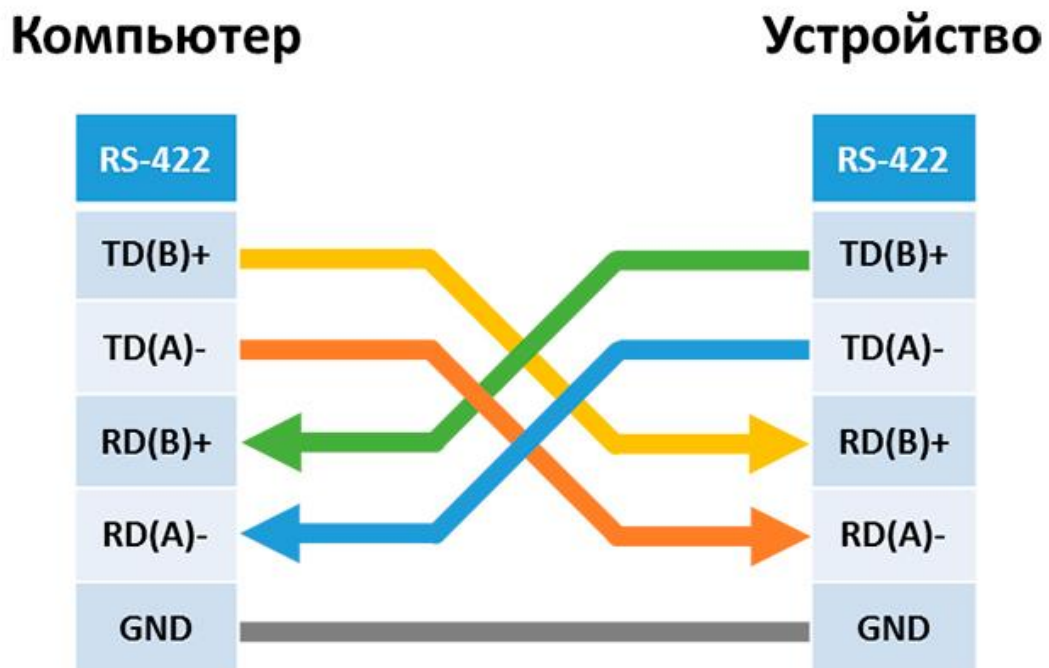 Компьютер Устройство
RS-422 RS-422
TD(B)+ TD(B)+
TD(A)- TD(A)-
RD(B)+ RD(B)+
RD(A)- RD(A)-
GND GND